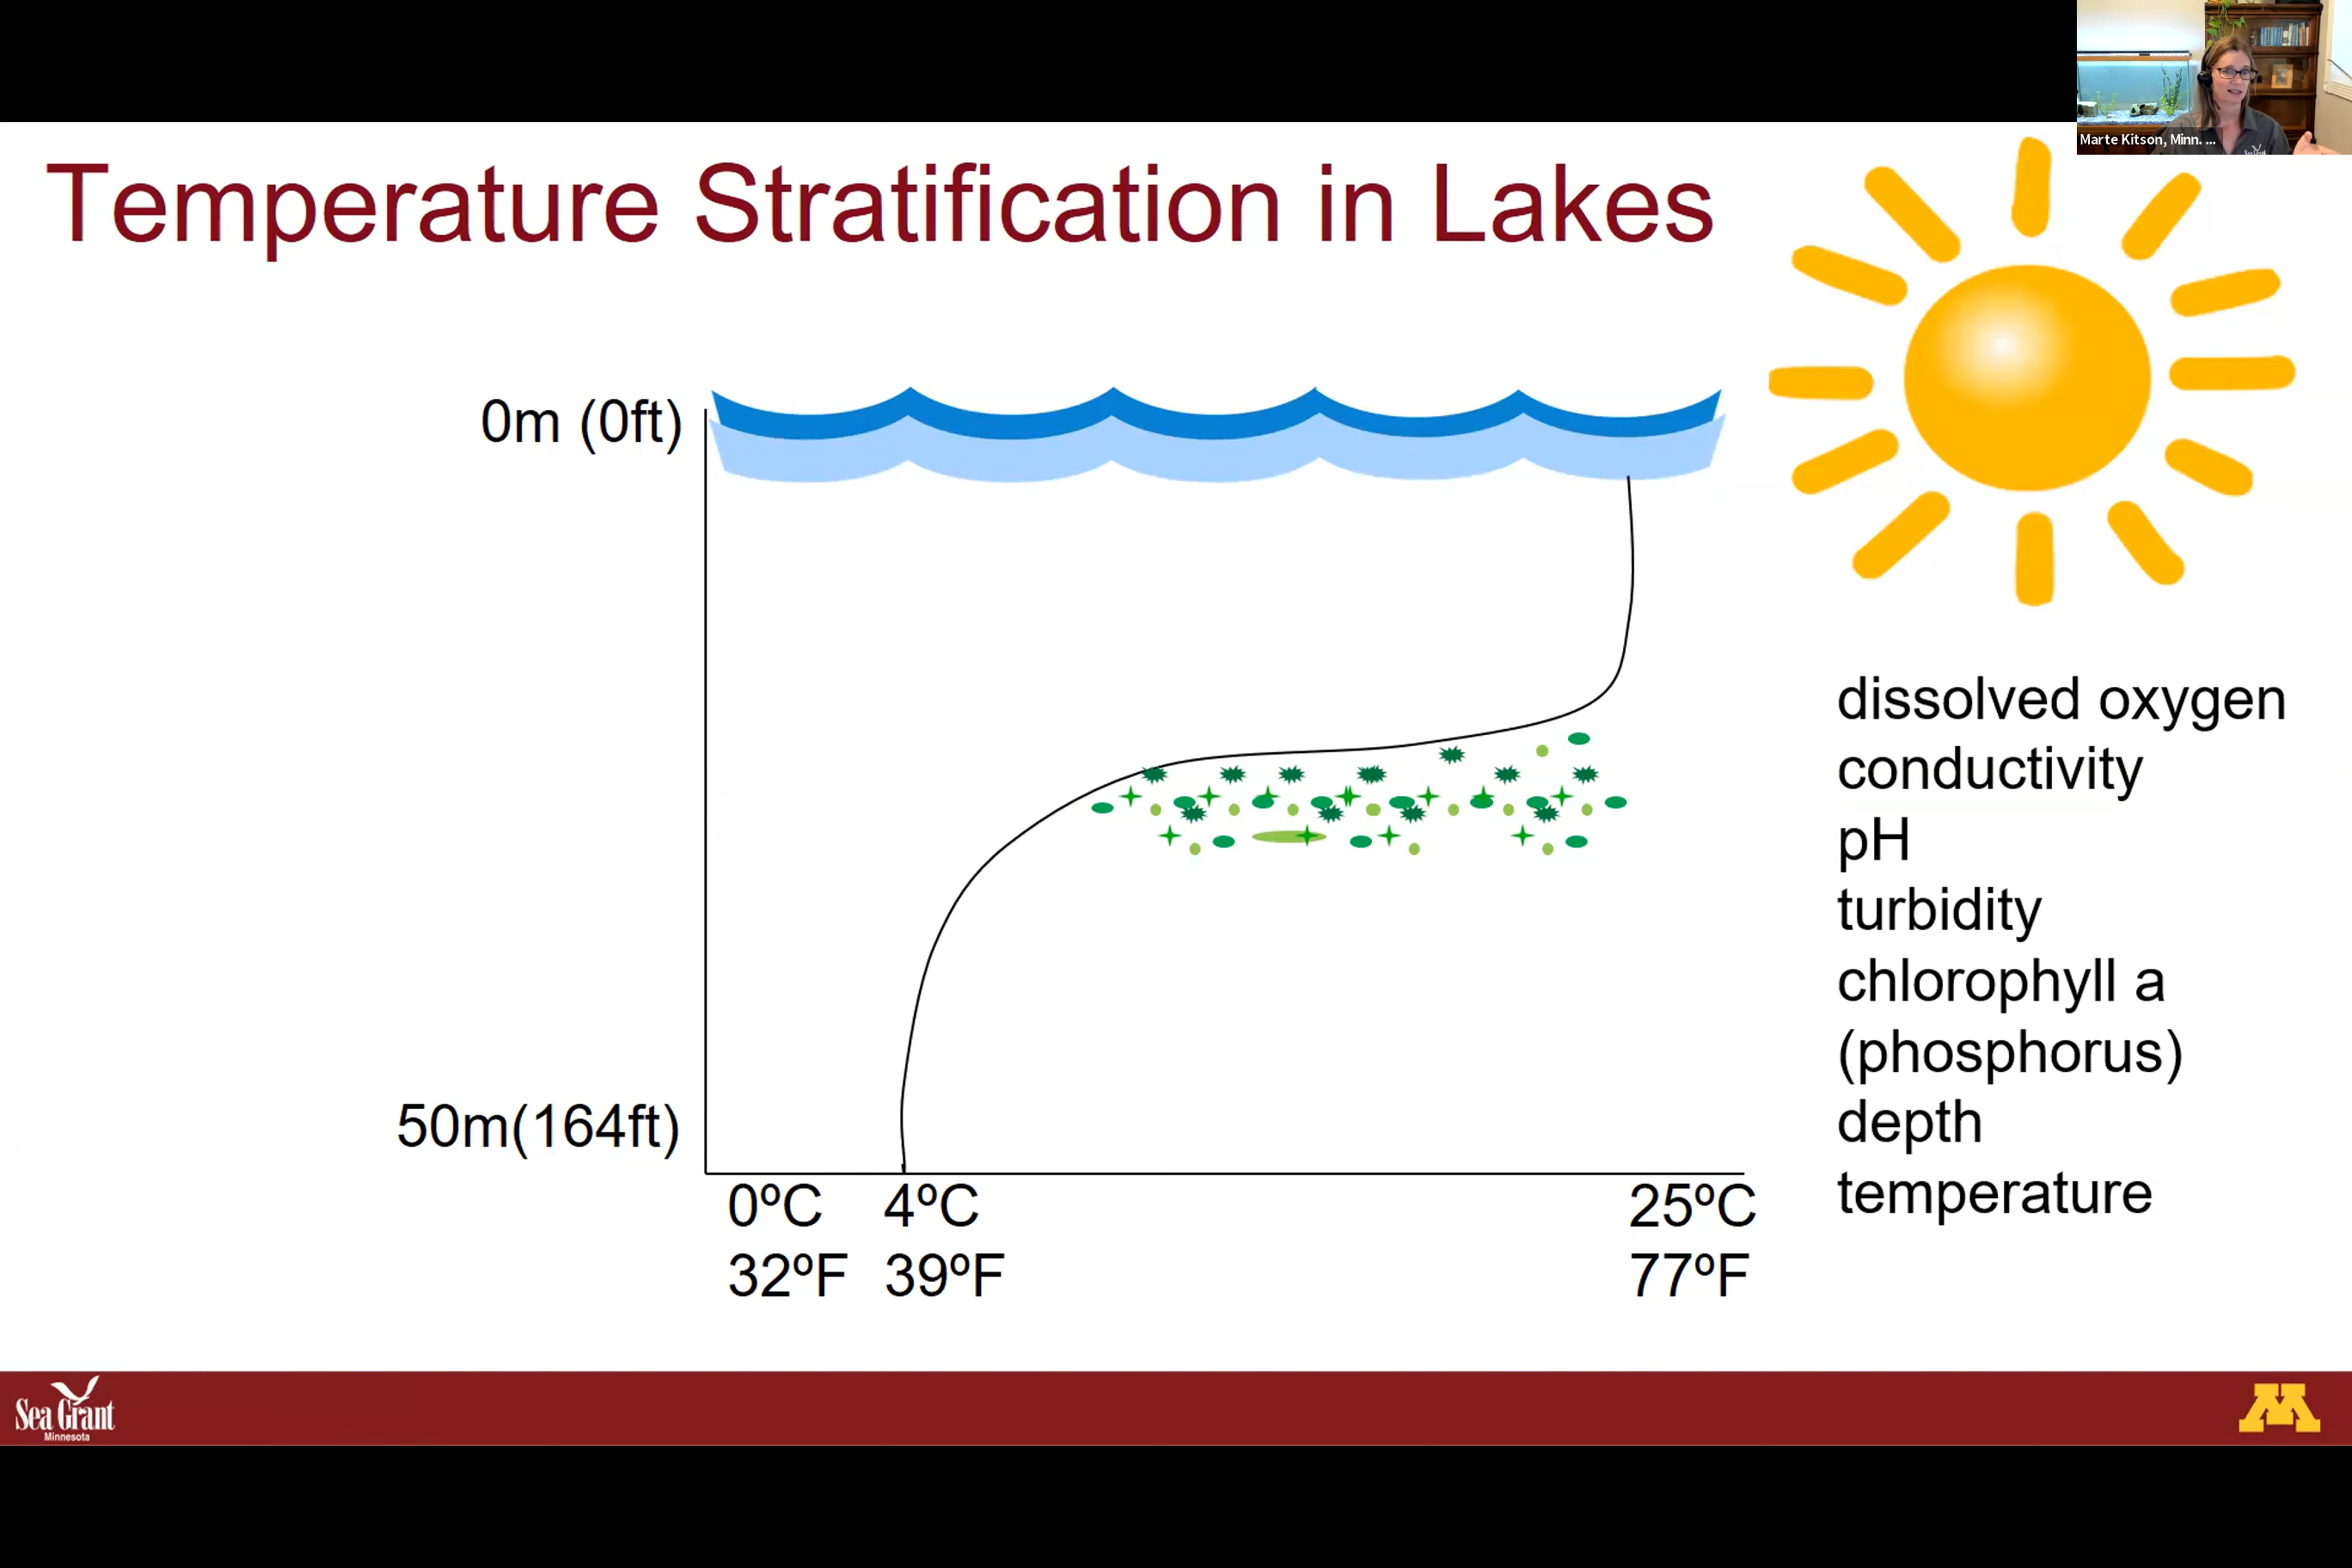 Marte Kitson, Minn. ...
Temperature Stratification in Lakes
0m (0ft)
50m(164ft)
0ºC 4ºC 25ºC
32ºF 39ºF 77ºF
dissolved oxygen
conductivity
pH
turbidity
chlorophyll a
(phosphorus)
depth
temperature
Sea Grant
Minnesota
M